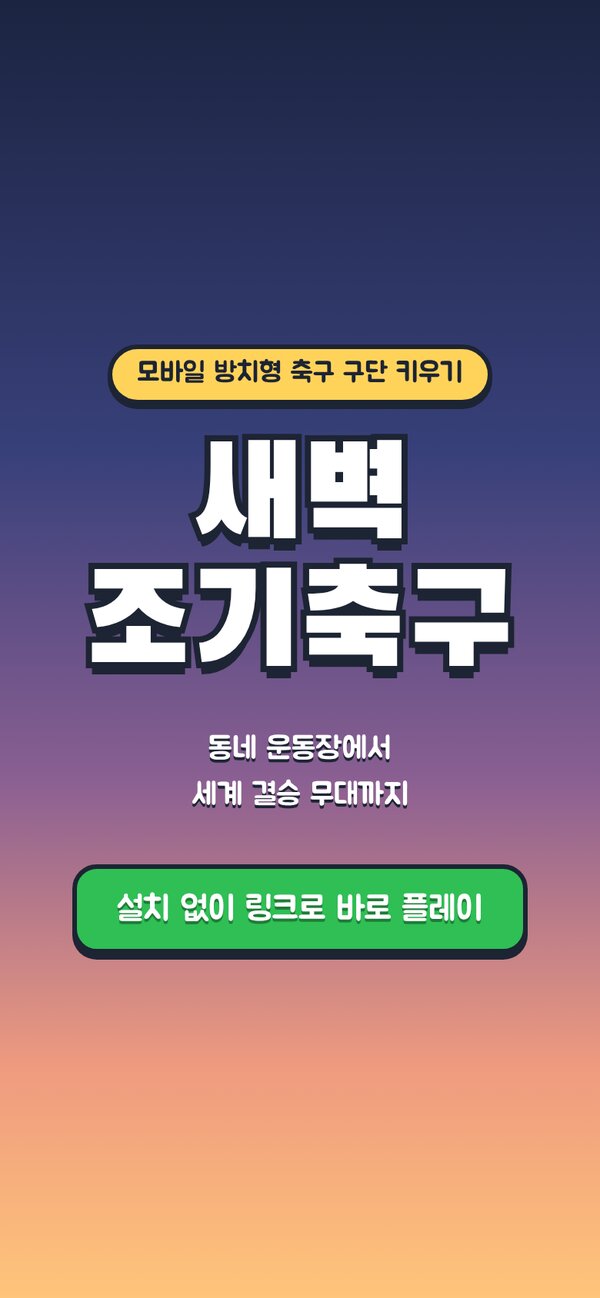 모바일 방치형 축구 구단 키우기
새벽
조기축구
동네 운동장에서
세계 결승 무대까지
설치 없이 링크로 바로 플레이